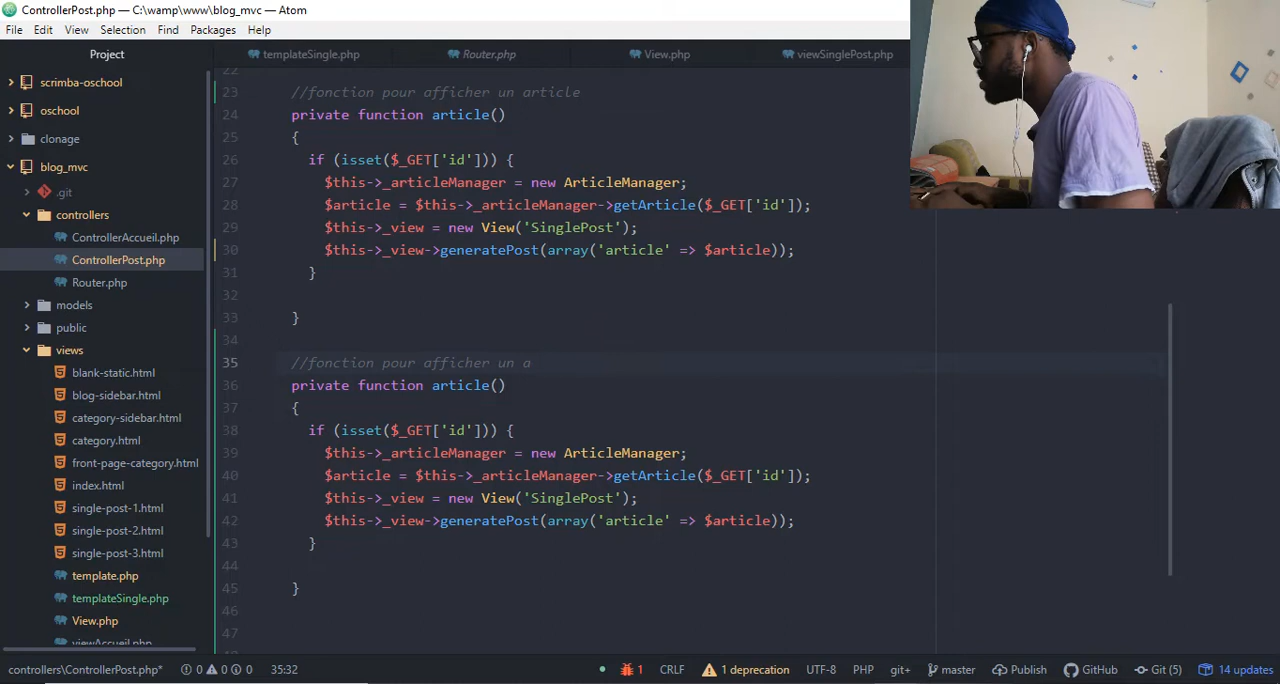 ControllerPost.php — C:\wamp\www\blog_mvc — Atom
File Edit View Selection Find Packages Help
Project
templateSingle.php Router.php View.php viewSinglePost.php
scrimba-oschool
oschool
clonage
blog_mvc
.git
controllers
ControllerAccueil.php
ControllerPost.php
Router.php
models
public
views
blank-static.html
blog-sidebar.html
category-sidebar.html
category.html
front-page-category.html
index.html
single-post-1.html
single-post-2.html
single-post-3.html
template.php
templateSingle.php
View.php
viewAccueil.php
22
23 //fonction pour afficher un article
24 private function article()
25 {
26 if (isset($_GET['id'])) {
27 $this->_articleManager = new ArticleManager;
28 $article = $this->_articleManager->getArticle($_GET['id']);
29 $this->_view = new View('SinglePost');
30 $this->_view->generatePost(array('article' => $article));
31 }
32
33 }
34
35 //fonction pour afficher un a
36 private function article()
37 {
38 if (isset($_GET['id'])) {
39 $this->_articleManager = new ArticleManager;
40 $article = $this->_articleManager->getArticle($_GET['id']);
41 $this->_view = new View('SinglePost');
42 $this->_view->generatePost(array('article' => $article));
43 }
44
45 }
46
47
controllers\ControllerPost.php* 0 0 0 35:32 1 CRLF 1 deprecation UTF-8 PHP git+ master Publish GitHub Git (5) 14 updates